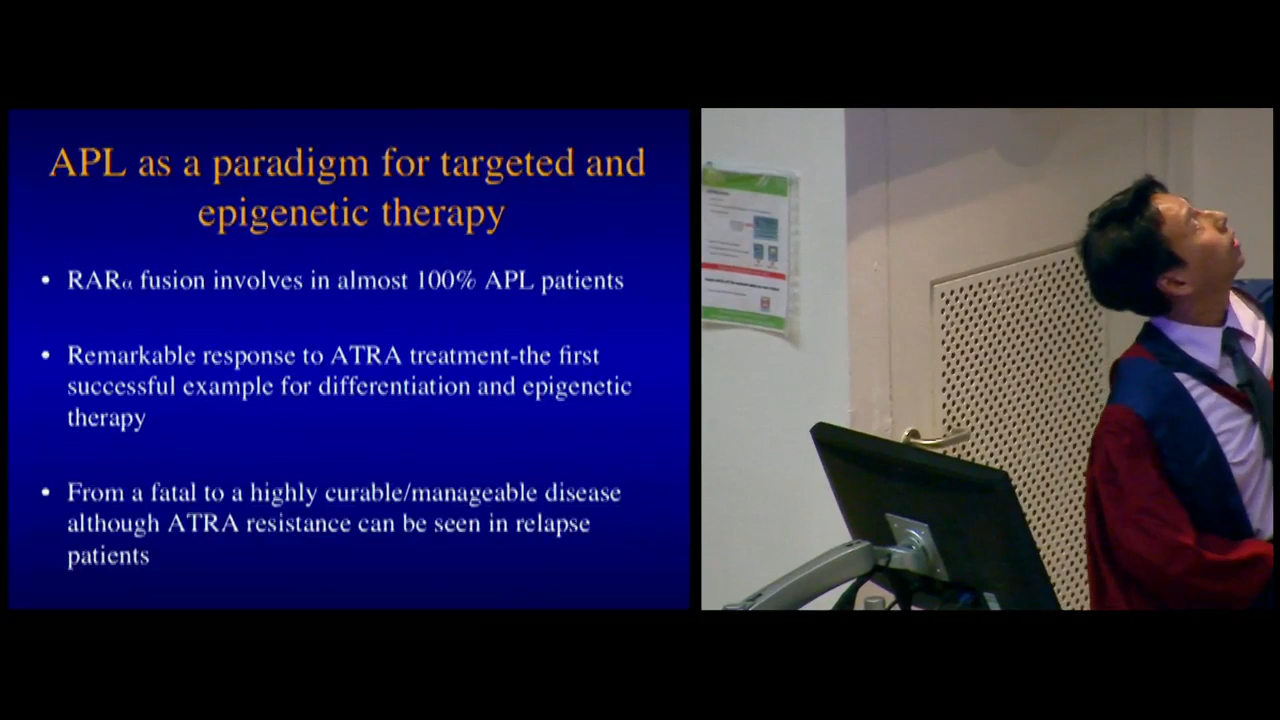 APL as a paradigm for targeted and
epigenetic therapy
• RARα fusion involves in almost 100% APL patients
• Remarkable response to ATRA treatment-the first
successful example for differentiation and epigenetic
therapy
• From a fatal to a highly curable/manageable disease
although ATRA resistance can be seen in relapse
patients